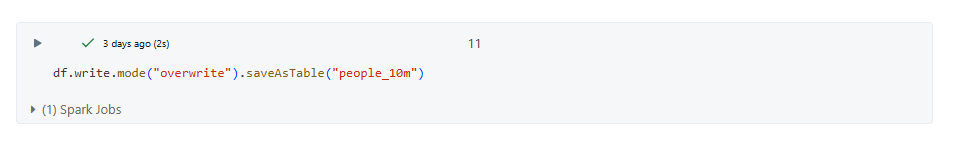 3 days ago (2s)
11
df.write.mode("overwrite").saveAsTable("people_10m")
(1) Spark Jobs